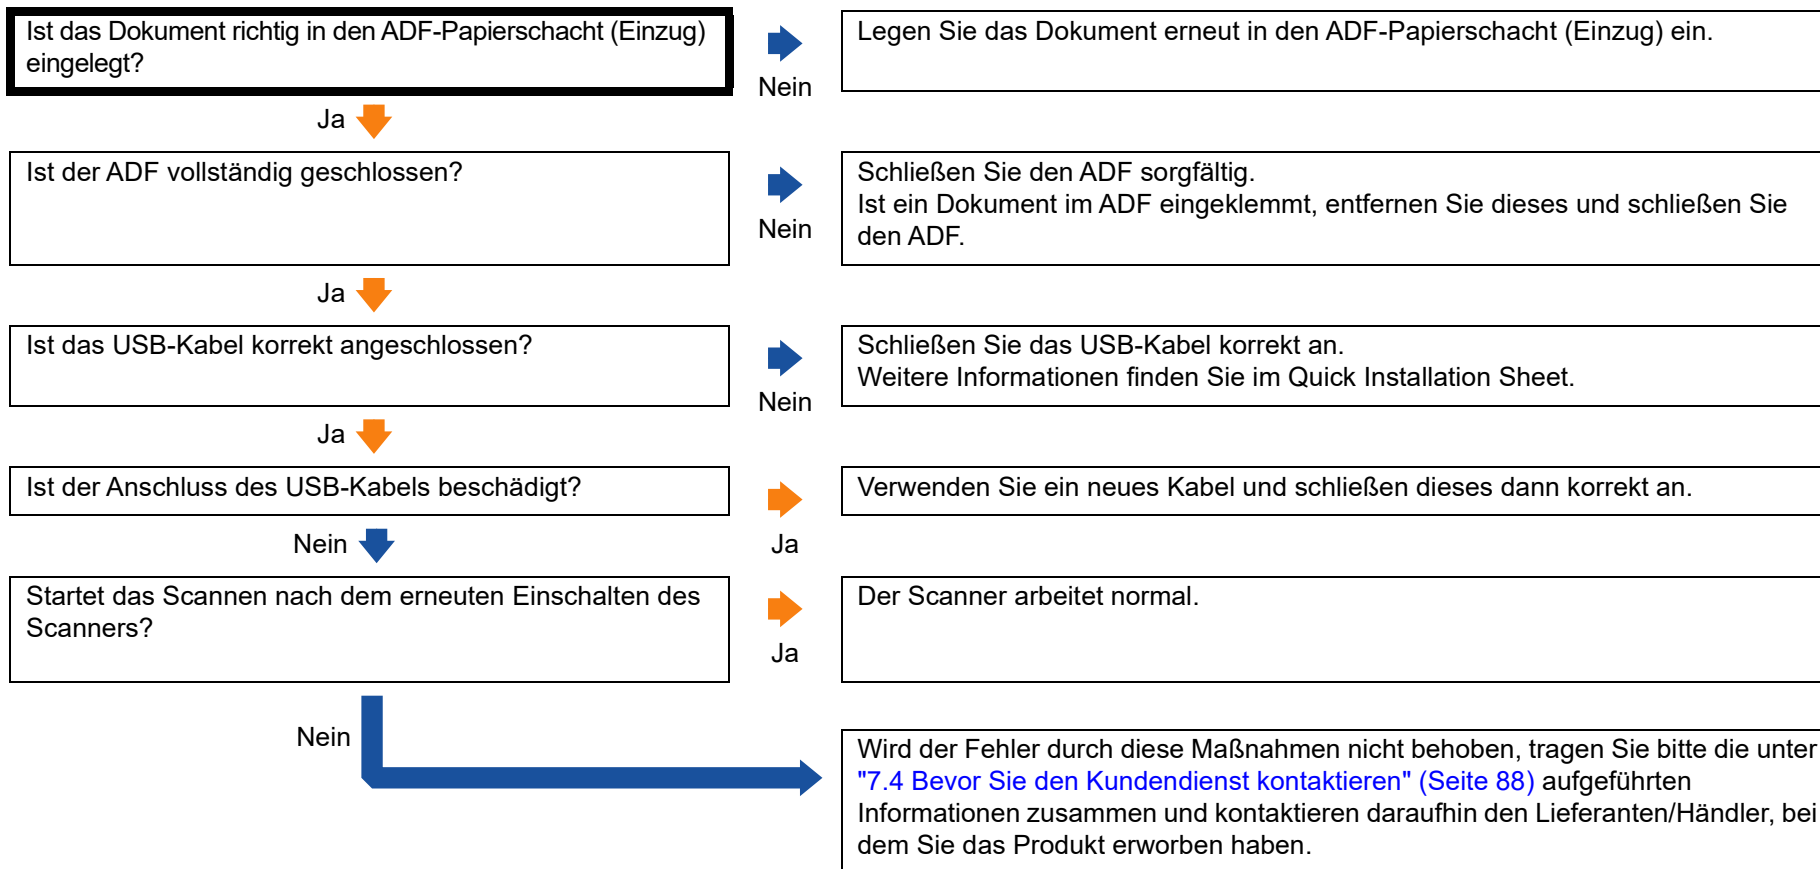 Ist das Dokument richtig in den ADF-Papierschacht (Einzug)
eingelegt?
Nein
Legen Sie das Dokument erneut in den ADF-Papierschacht (Einzug) ein.
Ja
Ist der ADF vollständig geschlossen?
Nein
Schließen Sie den ADF sorgfältig.
Ist ein Dokument im ADF eingeklemmt, entfernen Sie dieses und schließen Sie
den ADF.
Ja
Ist das USB-Kabel korrekt angeschlossen?
Nein
Schließen Sie das USB-Kabel korrekt an.
Weitere Informationen finden Sie im Quick Installation Sheet.
Ja
Ist der Anschluss des USB-Kabels beschädigt?
Ja
Verwenden Sie ein neues Kabel und schließen dieses dann korrekt an.
Nein
Startet das Scannen nach dem erneuten Einschalten des
Scanners?
Ja
Der Scanner arbeitet normal.
Nein
Wird der Fehler durch diese Maßnahmen nicht behoben, tragen Sie bitte die unter
"7.4 Bevor Sie den Kundendienst kontaktieren" (Seite 88) aufgeführten
Informationen zusammen und kontaktieren daraufhin den Lieferanten/Händler, bei
dem Sie das Produkt erworben haben.